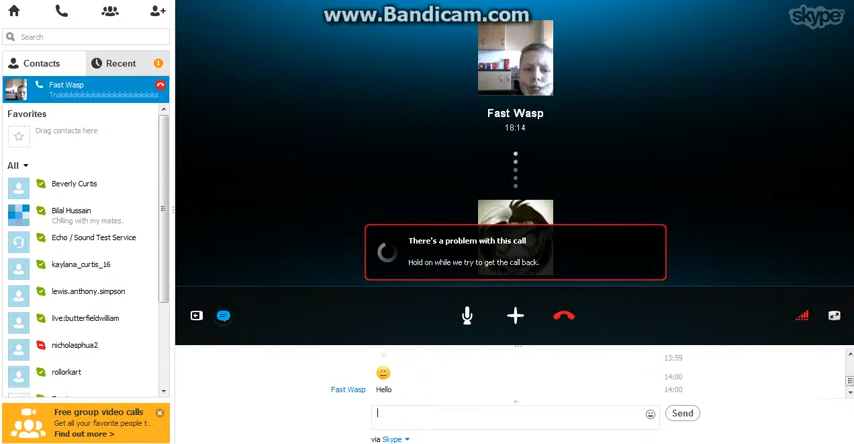 www.Bandicam.com
skype
Search
Contacts
Recent
1
Fast Wasp
Favorites
Drag contacts here
All
Beverly Curtis
Bilal Hussain
Chilling with my mates.
Echo / Sound Test Service
kaylana_curtis_16
lewis.anthony.simpson
live:butterfieldwilliam
nicholasphua2
rollorkart
Free group video calls
Get all your favorite people t...
Find out more >
Fast Wasp
18:14
There's a problem with this call
Hold on while we try to get the call back.
13:59
14:00
Fast Wasp
Hello
14:00
Send
via Skype